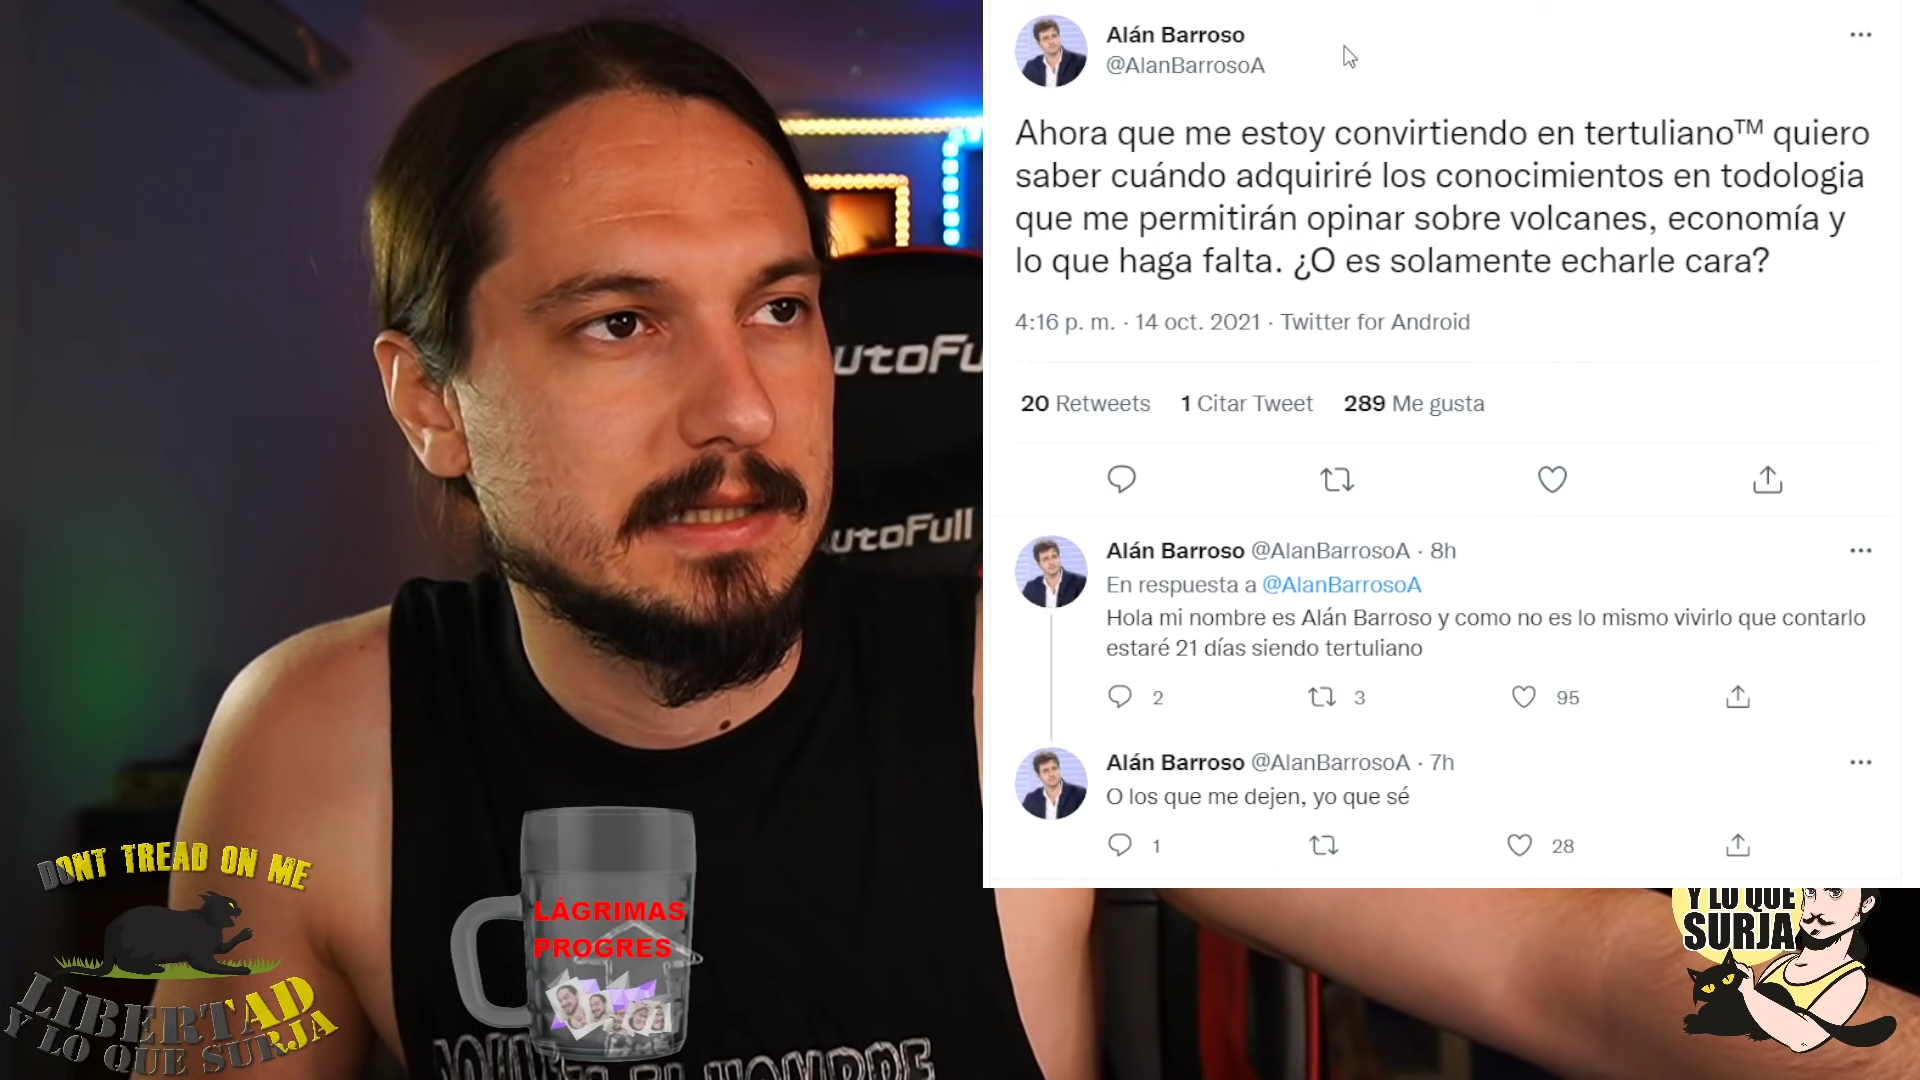 Alán Barroso
@AlanBarrosoA
Ahora que me estoy convirtiendo en tertuliano™ quiero
saber cuándo adquiriré los conocimientos en todologia
que me permitirán opinar sobre volcanes, economía y
lo que haga falta. ¿O es solamente echarle cara?
4:16 p. m. · 14 oct. 2021 · Twitter for Android
20 Retweets 1 Citar Tweet 289 Me gusta
Alán Barroso @AlanBarrosoA · 8h
En respuesta a @AlanBarrosoA
Hola mi nombre es Alán Barroso y como no es lo mismo vivirlo que contarlo
estaré 21 días siendo tertuliano
2 3 95
Alán Barroso @AlanBarrosoA · 7h
O los que me dejen, yo que sé
1 28
utoFu
utoFull
DONT TREAD ON ME
LIBERTAD
Y LO QUE SURJA
LÁGRIMAS
PROGRES
EL HOMBRE
Y LO QUE
SURJA